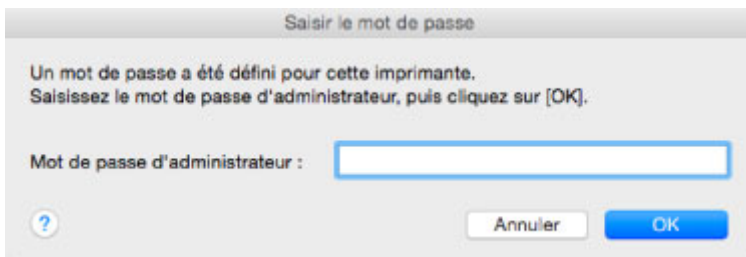 Saisir le mot de passe
Un mot de passe a été défini pour cette imprimante.
Saisissez le mot de passe d'administrateur, puis cliquez sur [OK].
Mot de passe d'administrateur :
?
Annuler
OK